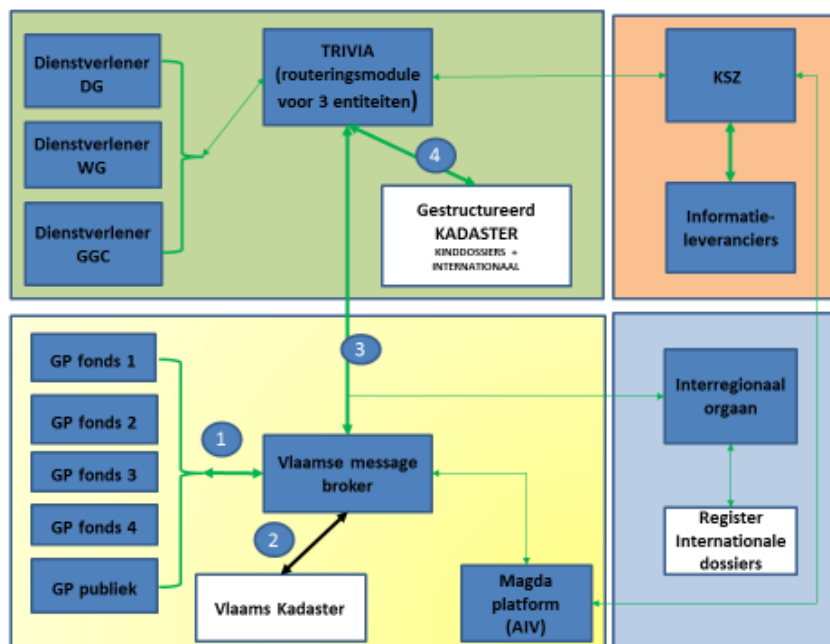 Dienstverlener
DG
Dienstverlener
WG
Dienstverlener
GGC
TRIVIA
(routeringsmodule
voor 3 entiteiten)
4
Gestructureerd
KADASTER
KINDDOSSIERS +
INTERNATIONAAL
KSZ
Informatie-
leveranciers
GP fonds 1
GP fonds 2
GP fonds 3
GP fonds 4
GP publiek
1
3
Vlaamse message
broker
2
Vlaams Kadaster
Magda
platform
(AIV)
Interregionaal
orgaan
Register
Internationale
dossiers